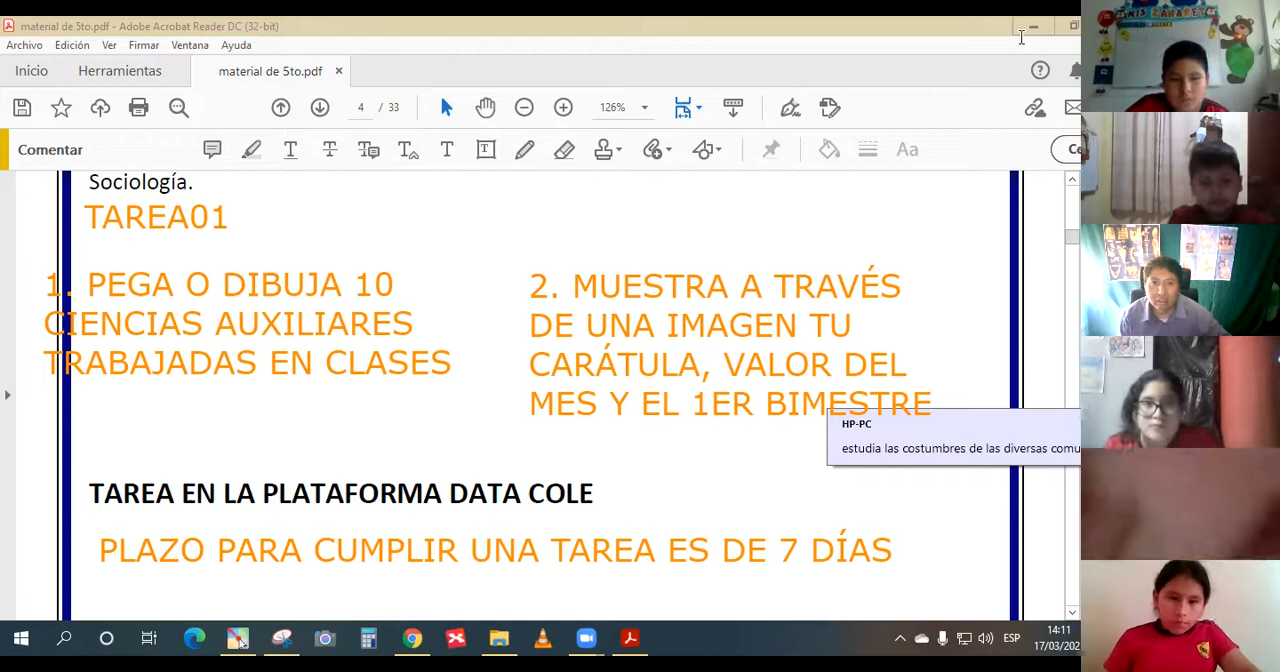 material de 5to.pdf - Adobe Acrobat Reader DC (32-bit)
Archivo Edición Ver Firmar Ventana Ayuda
Inicio Herramientas material de 5to.pdf
4 / 33 126%
Comentar
Sociología.
TAREA01
1. PEGA O DIBUJA 10
CIENCIAS AUXILIARES
TRABAJADAS EN CLASES
2. MUESTRA A TRAVÉS
DE UNA IMAGEN TU
CARÁTULA, VALOR DEL
MES Y EL 1ER BIMESTRE
HP-PC
estudia las costumbres de las diversas comu
TAREA EN LA PLATAFORMA DATA COLE
PLAZO PARA CUMPLIR UNA TAREA ES DE 7 DÍAS
ESP
14:11
17/03/202